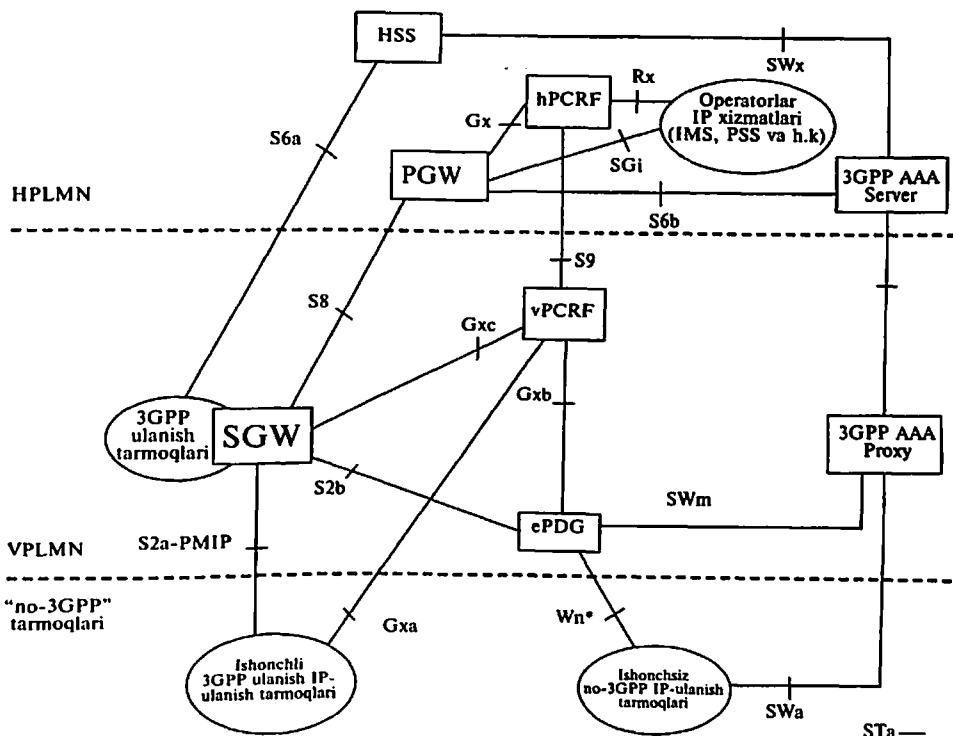 HSS
SWx
hPCRF
Rx
Operatorlar
IP xizmatlari
(IMS, PSS va h.k)
Gx
S6a
SGi
PGW
3GPP AAA
Server
HPLMN
S6b
S9
S8
vPCRF
Gxc
Gxb
3GPP
ulanish
tarmoqlari
SGW
3GPP AAA
Proxy
S2b
SWm
ePDG
S2a-PMIP
VPLMN
"no-3GPP"
tarmoqlari
Gxa
Wn*
Ishonchli
3GPP ulanish IP-
ulanish tarmoqlari
Ishonchsiz
no-3GPP IP-ulanish
tarmoqlari
SWa
STa